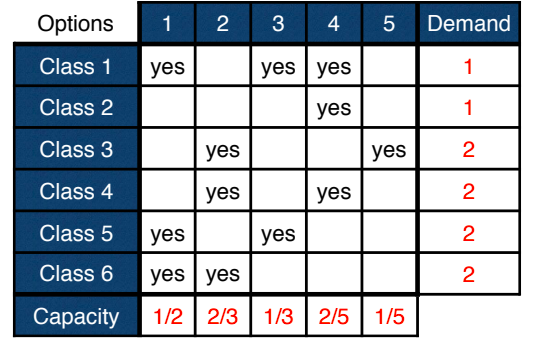 Options 1 2 3 4 5 Demand
Class 1 yes yes yes 1
Class 2 yes 1
Class 3 yes yes 2
Class 4 yes yes 2
Class 5 yes yes 2
Class 6 yes yes 2
Capacity 1/2 2/3 1/3 2/5 1/5